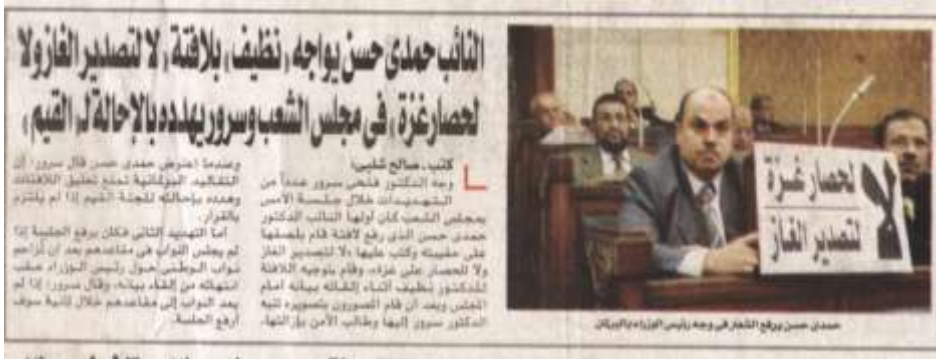 النائب حمدى حسن يواجه «نظيف» بلافتة «لا لتصدير الغاز ولا
لحصار غزة» فى مجلس الشعب وسرور يهدده بالإحالة لـ«القيم»
كتب - صالح شلبى:
وجه الدكتور فتحى سرور عدداً من
التهديدات خلال جلسة الأمس
بمجلس الشعب كان أولها النائب الدكتور
حمدى حسن الذى رفع لافتة قام بلصقها
على حقيبته وكتب عليها «لا لتصدير الغاز
ولا للحصار على غزة»، وقام بتوجيه اللافتة
للدكتور نظيف أثناء إلقائه بيانه أمام
المجلس وبعد أن قام المصورون بتصويره تنبه
الدكتور سرور إليها وطالب الأمن بإزالتها.
وعندما اعترض حمدى حسن قال سرور: إن
التقاليد البرلمانية تمنع تعليق اللافتات
وهدده بإحالته للجنة القيم إذا لم يلتزم
بالقرار.
أما التهديد الثانى فكان برفع الجلسة إذا
لم يجلس النواب فى مقاعدهم بعد أن تزاحم
نواب الوطنى حول رئيس الوزراء عقب
انتهائه من إلقاء بيانه، وقال سرور: إذا لم
يعد النواب إلى مقاعدهم خلال ثانية سوف
أرفع الجلسة.
لا
لحصار غزة
لتصدير الغاز
حمدى حسن يرفع الشعار فى وجه رئيس الوزراء بالبرلمان